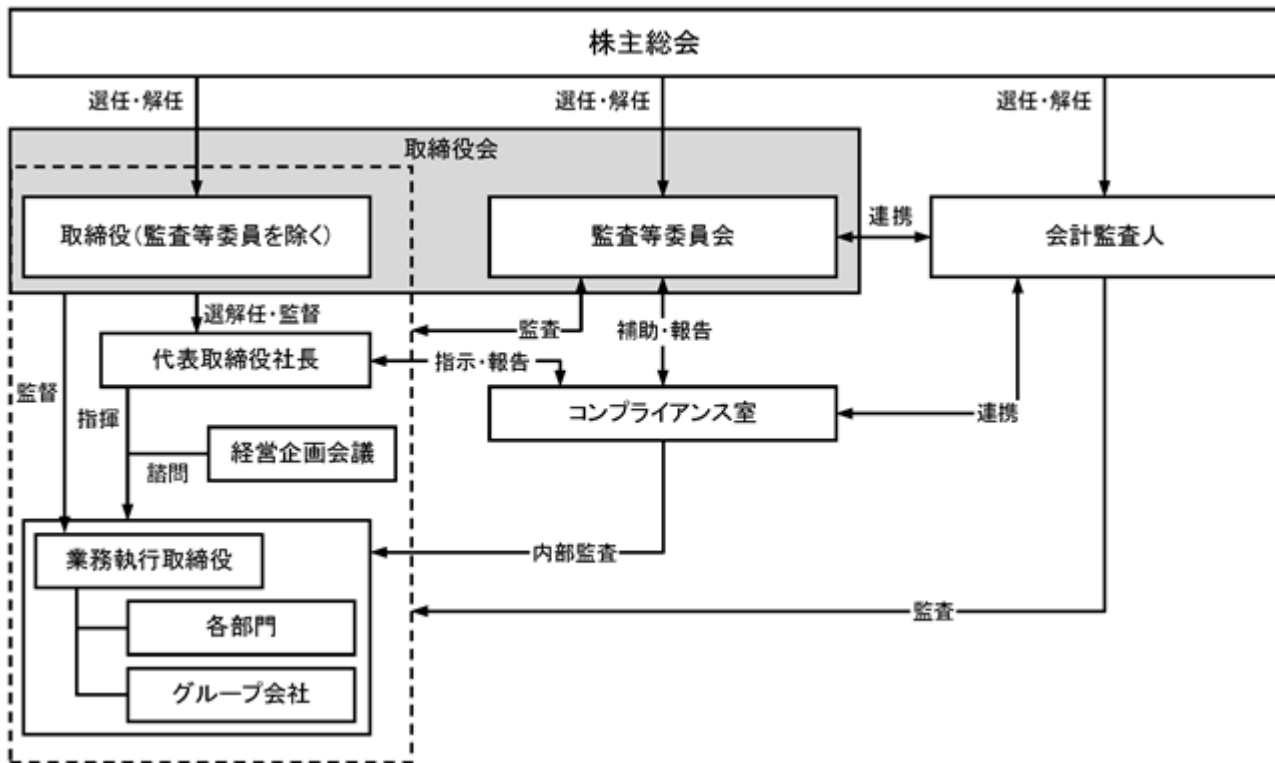 株主総会
選任・解任
選任・解任
選任・解任
取締役会
取締役(監査等委員を除く)
監査等委員会
連携
会計監査人
選解任・監督
監査
補助・報告
代表取締役社長
指示・報告
監督
指揮
コンプライアンス室
連携
経営企画会議
諮問
業務執行取締役
内部監査
各部門
監査
グループ会社